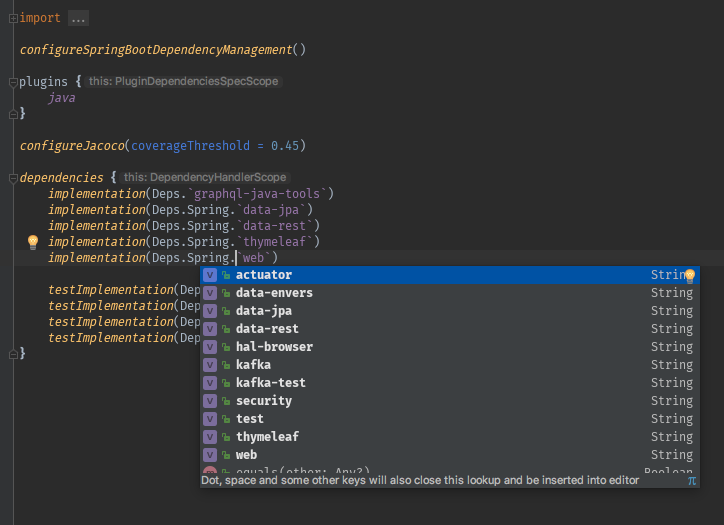 import ...
configureSpringBootDependencyManagement()
plugins { this: PluginDependenciesSpecScope
java
}
configureJacoco(coverageThreshold = 0.45)
dependencies { this: DependencyHandlerScope
implementation(Deps.`graphql-java-tools`)
implementation(Deps.Spring.`data-jpa`)
implementation(Deps.Spring.`data-rest`)
implementation(Deps.Spring.`thymeleaf`)
implementation(Deps.Spring.`web`)
v actuator String
testImplementation(Dep
v data-envers String
testImplementation(Dep
v data-jpa String
testImplementation(Dep
v data-rest String
testImplementation(Dep
v hal-browser String
}
v kafka String
v kafka-test String
v security String
v test String
v thymeleaf String
v web String
m equals(other: Any?) Boolean
Dot, space and some other keys will also close this lookup and be inserted into editor π